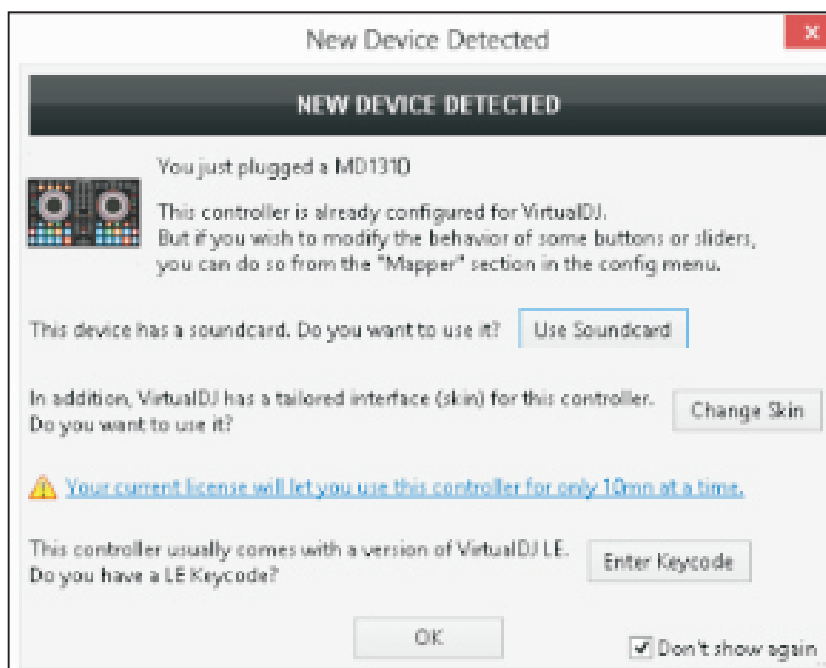 New Device Detected
NEW DEVICE DETECTED
You just plugged a MD1310
This controller is already configured for VirtualDJ.
But if you wish to modify the behavior of some buttons or sliders,
you can do so from the "Mapper" section in the config menu.
This device has a soundcard. Do you want to use it? Use Soundcard
In addition, VirtualDJ has a tailored interface (skin) for this controller.
Do you want to use it?
Change Skin
Your current license will let you use this controller for only 10mn at a time.
This controller usually comes with a version of VirtualDJ LE.
Do you have a LE Keycode?
Enter Keycode
OK
Don't show again